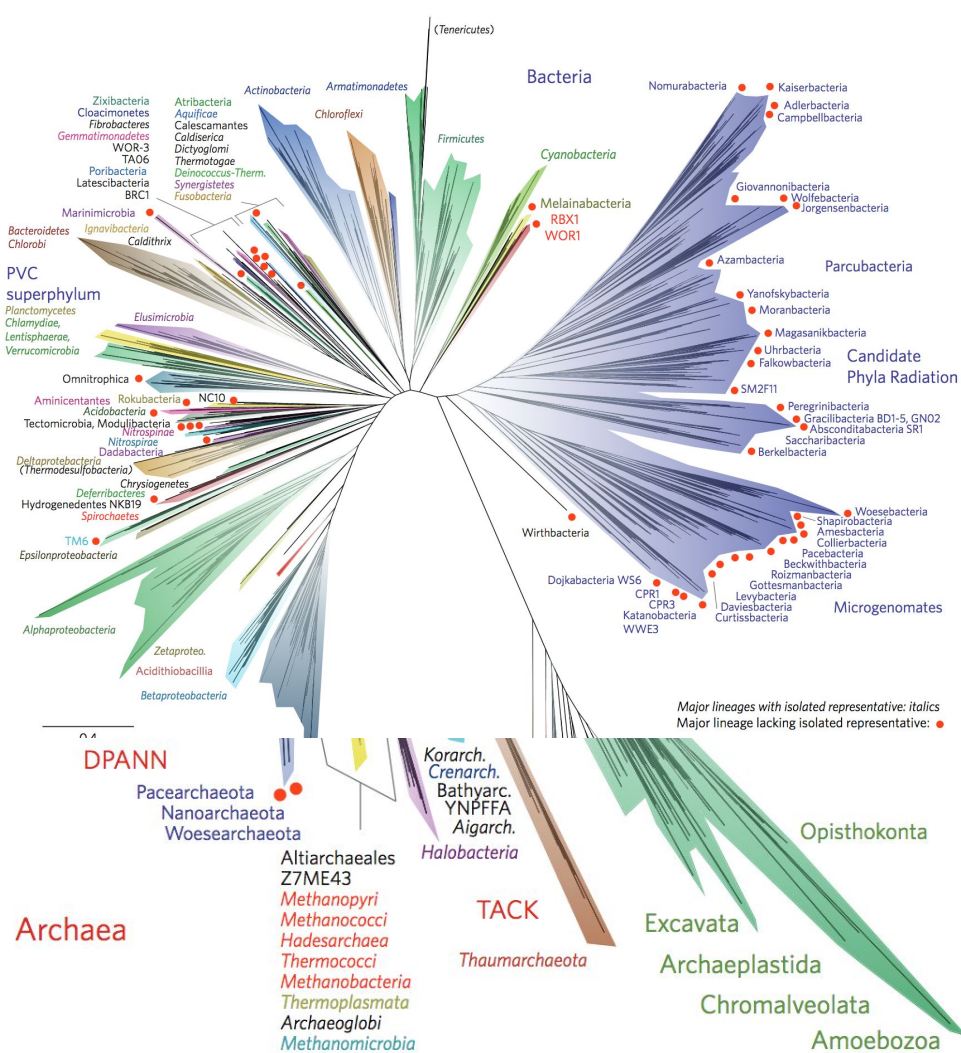 (Tenericutes)
Bacteria
Nomurabacteria
Kaiserbacteria
Adlerbacteria
Campbellbacteria
Actinobacteria
Armatimonadetes
Zixibacteria
Cloacimonetes
Fibrobacteres
Gemmatimonadetes
WOR-3
TA06
Poribacteria
Latescibacteria
BRC1
Atribacteria
Aquificae
Calescamantes
Caldiserica
Dictyoglomi
Thermotogae
Deinococcus-Therm.
Synergistetes
Fusobacteria
Chloroflexi
Firmicutes
Cyanobacteria
Melainabacteria
RBX1
WOR1
Giovannonibacteria
Wolfebacteria
Jorgensenbacteria
Marinimicrobia
Ignavibacteria
Bacteroidetes
Chlorobi
Caldithrix
Azambacteria
Parcubacteria
PVC
superphylum
Planctomycetes
Chlamydiae,
Lentisphaerae,
Verrucomicrobia
Elusimicrobia
Yanofskybacteria
Moranbacteria
Magasanikbacteria
Uhrbacteria
Falkowbacteria
Candidate
Phyla Radiation
SM2F11
Omnitrophica
Aminicentantes
Rokubacteria
NC10
Acidobacteria
Tectomicrobia, Modulibacteria
Nitrospinae
Nitrospirae
Dadabacteria
Deltaprotebacteria
(Thermodesulfobacteria)
Chrysiogenetes
Deferribacteres
Hydrogenedentes NKB19
Spirochaetes
TM6
Epsilonproteobacteria
Peregrinibacteria
Gracilibacteria BD1-5, GN02
Absconditabacteria SR1
Saccharibacteria
Berkelbacteria
Woesebacteria
Shapirobacteria
Amesbacteria
Collierbacteria
Pacebacteria
Beckwithbacteria
Roizmanbacteria
Gottesmanbacteria
Levybacteria
Daviesbacteria
Curtissbacteria
Microgenomates
Wirthbacteria
Dojkabacteria WS6
CPR1
CPR3
Katanobacteria
WWE3
Alphaproteobacteria
Zetaproteo.
Acidithiobacillia
Betaproteobacteria
Major lineages with isolated representative: italics
Major lineage lacking isolated representative:
DPANN
Pacearchaeota
Nanoarchaeota
Woesearchaeota
Korarch.
Crenarch.
Bathyarc.
YNPFFA
Aigarch.
Halobacteria
Opisthokonta
Altiarchaeales
Z7ME43
Methanopyri
Methanococci
Hadesarchaea
Thermococci
Methanobacteria
Thermoplasmata
Archaeoglobi
Methanomicrobia
Archaea
TACK
Thaumarchaeota
Excavata
Archaeplastida
Chromalveolata
Amoebozoa